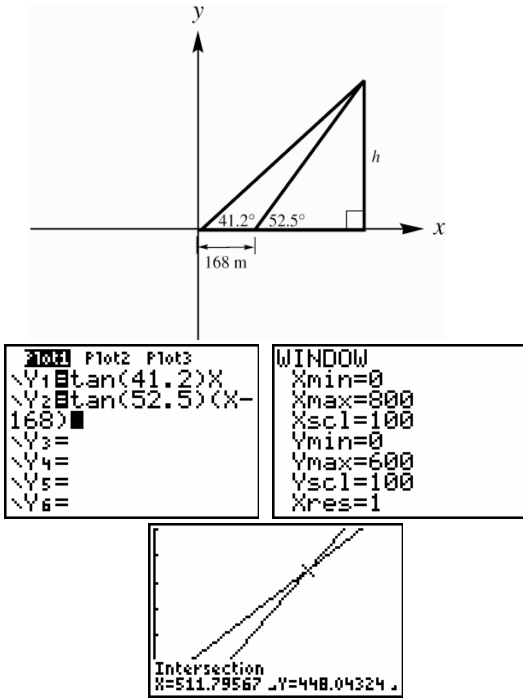 y
h
41.2° 52.5°
x
168 m
Plot1 Plot2 Plot3
\Y1=tan(41.2)X
\Y2=tan(52.5)(X-
168)
\Y3=
\Y4=
\Y5=
\Y6=
WINDOW
Xmin=0
Xmax=800
Xscl=100
Ymin=0
Ymax=600
Yscl=100
Xres=1
Intersection
X=511.79567 Y=448.04324